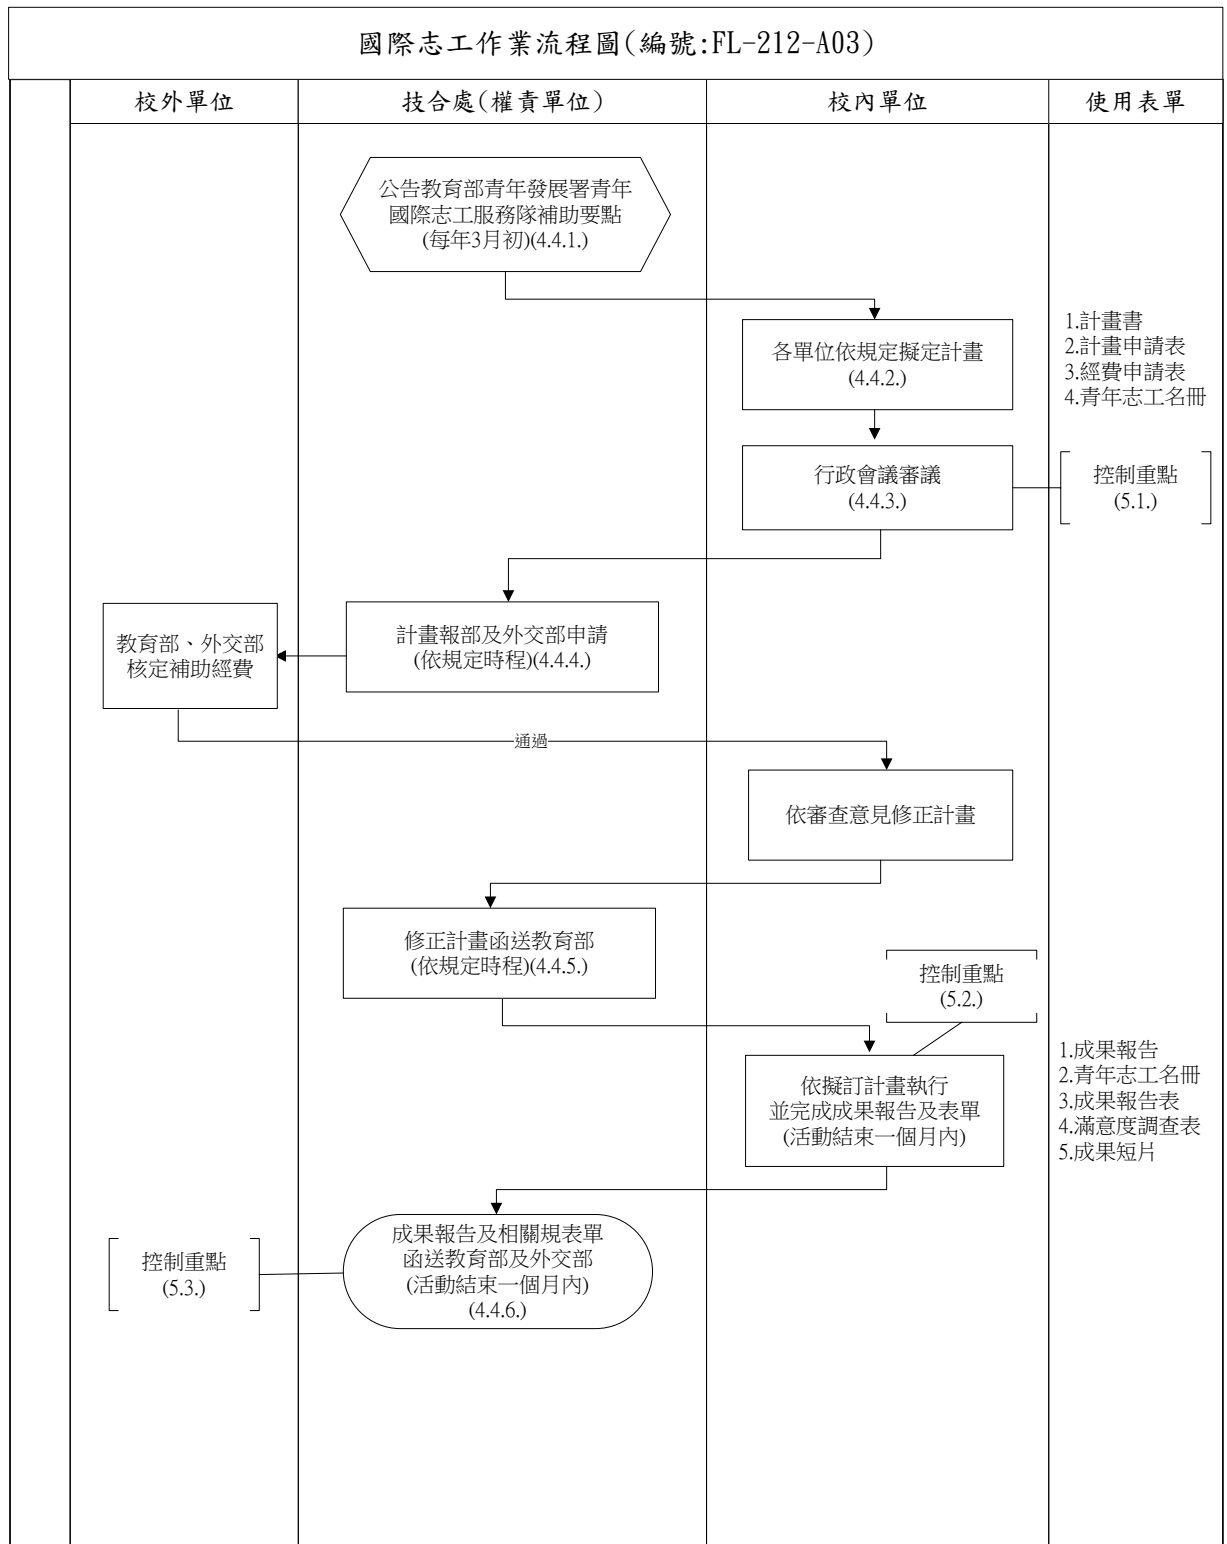 國際志工作業流程圖(編號:FL-212-A03)
校外單位
技合處(權責單位)
校內單位
使用表單
公告教育部青年發展署青年
國際志工服務隊補助要點
(每年3月初)(4.4.1.)
各單位依規定擬定計畫
(4.4.2.)
1.計畫書
2.計畫申請表
3.經費申請表
4.青年志工名冊
行政會議審議
(4.4.3.)
控制重點
(5.1.)
計畫報部及外交部申請
(依規定時程)(4.4.4.)
教育部、外交部
核定補助經費
通過
依審查意見修正計畫
修正計畫函送教育部
(依規定時程)(4.4.5.)
控制重點
(5.2.)
依擬訂計畫執行
並完成成果報告及表單
(活動結束一個月內)
1.成果報告
2.青年志工名冊
3.成果報告表
4.滿意度調查表
5.成果短片
成果報告及相關規表單
函送教育部及外交部
(活動結束一個月內)
(4.4.6.)
控制重點
(5.3.)